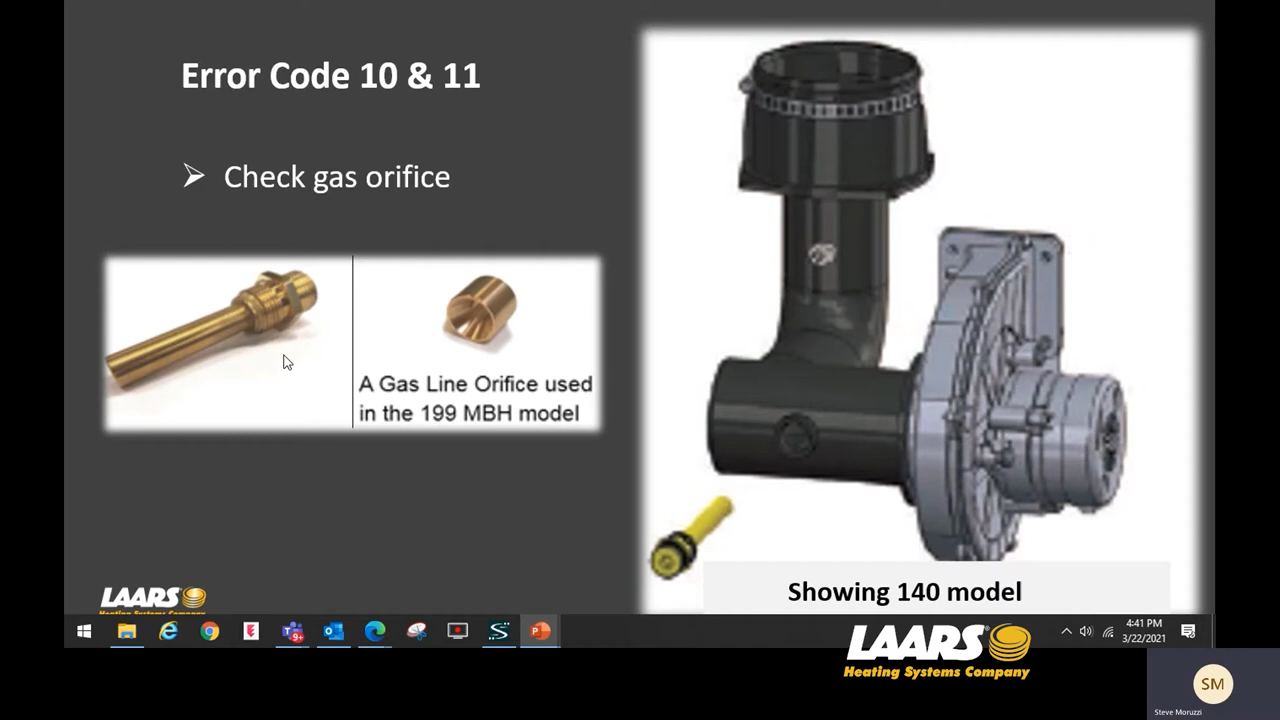 Error Code 10 & 11
➢ Check gas orifice
A Gas Line Orifice used
in the 199 MBH model
Showing 140 model
LAARS
Heating Systems Company
9+
4:41 PM
3/22/2021
LAARS
Heating Systems Company
SM
Steve Moruzzi